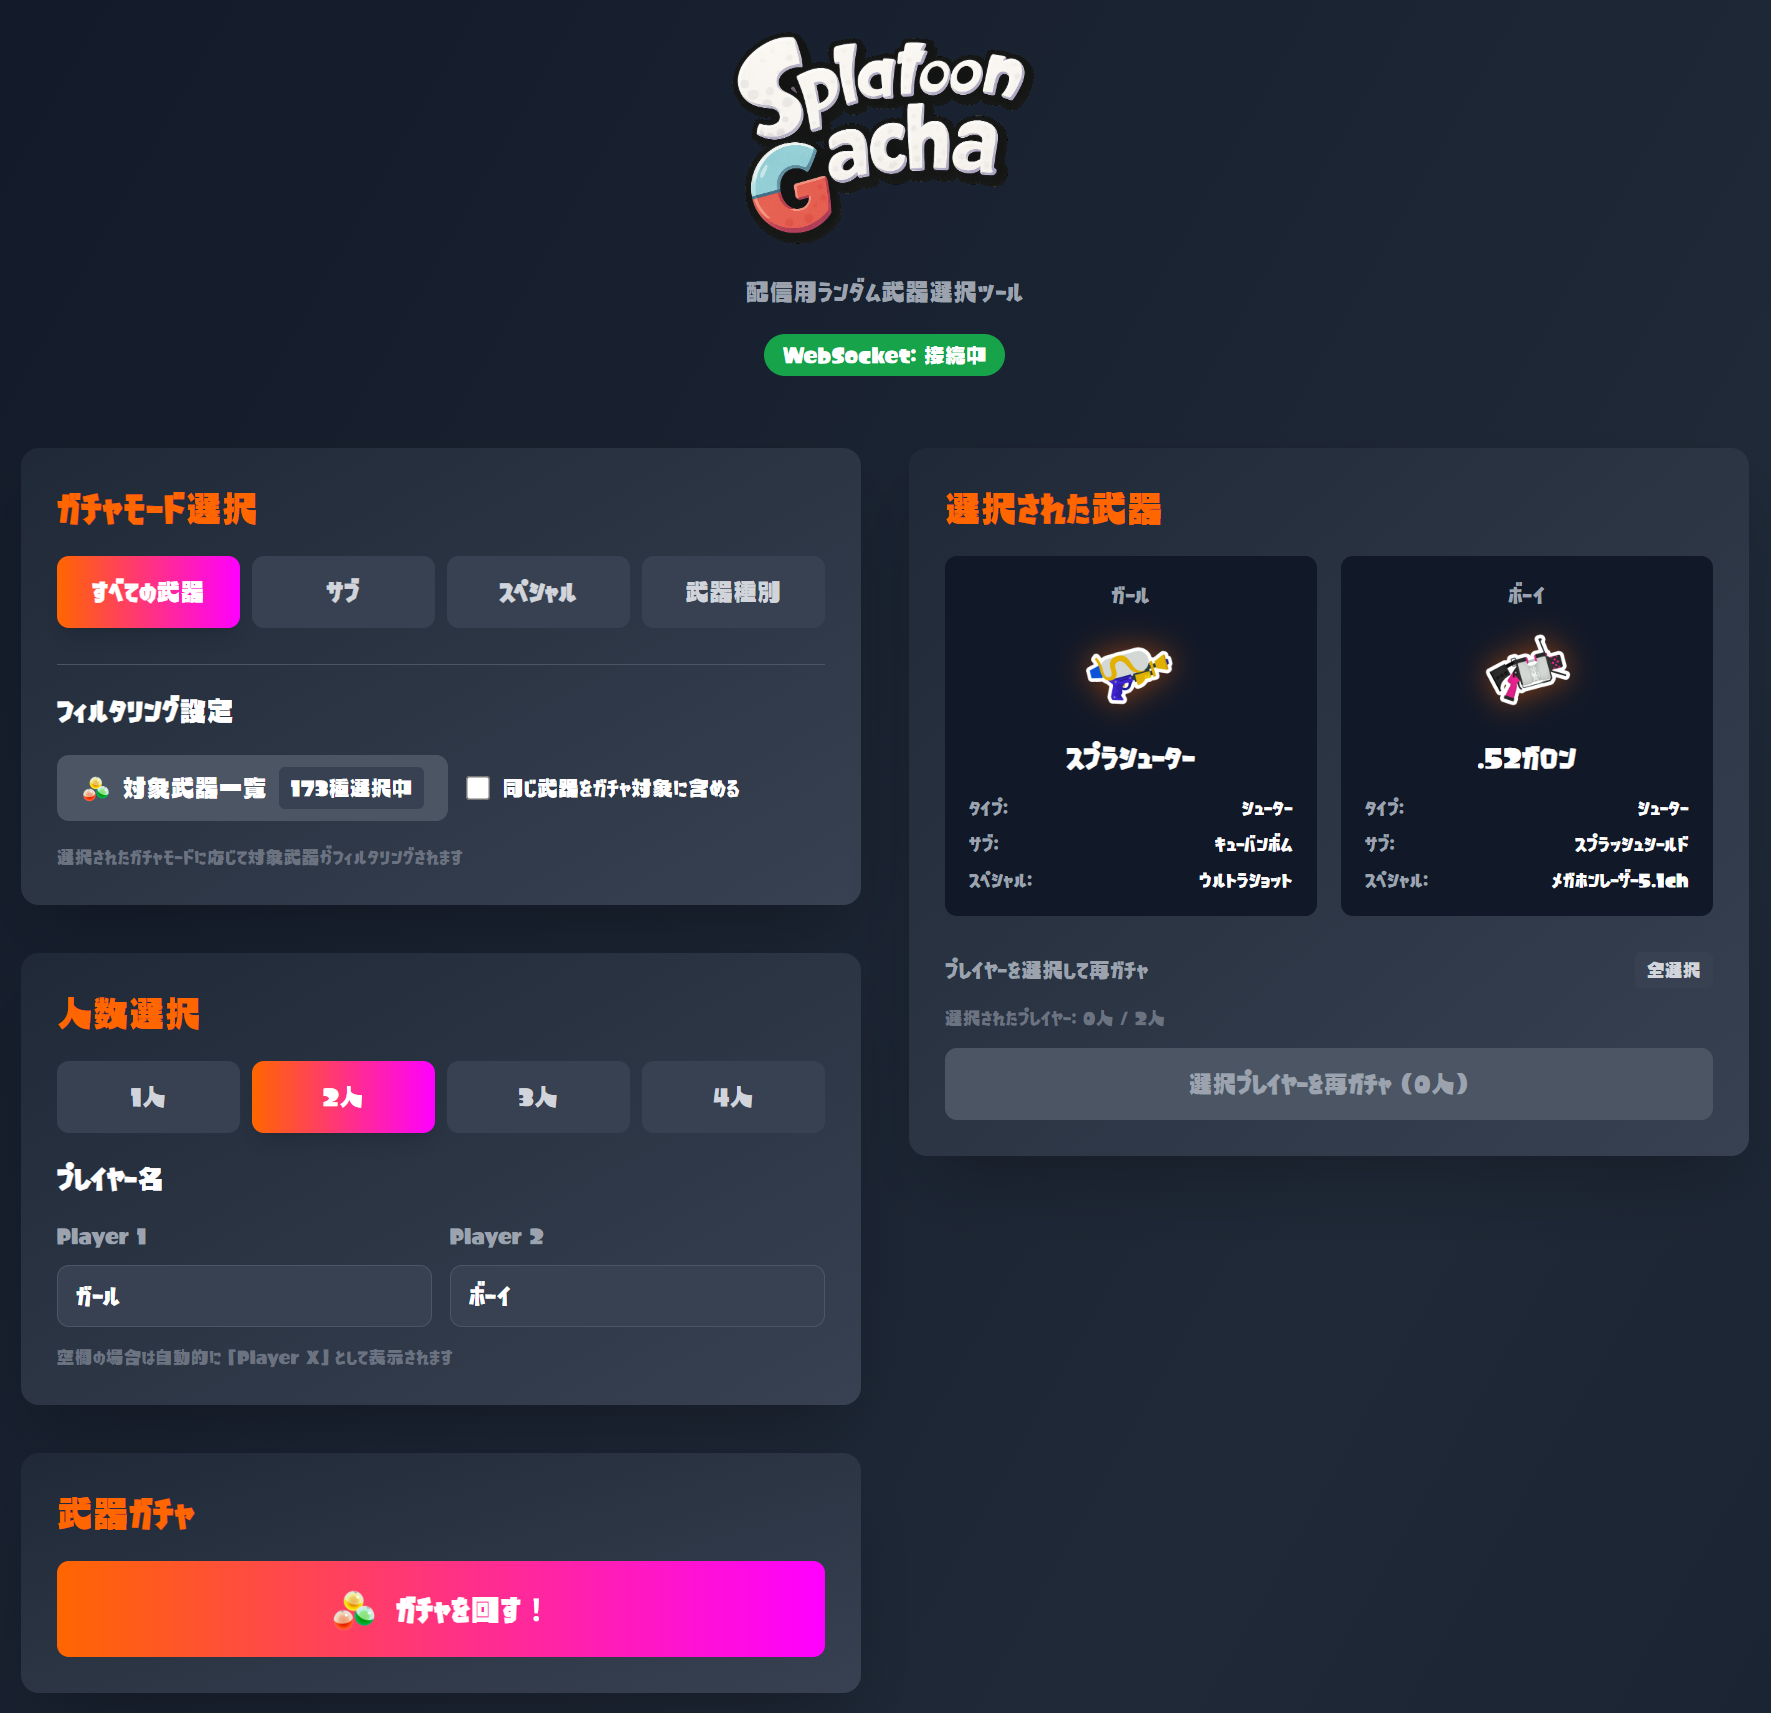 Splatoon
Gacha
配信用ランダム武器選択ツール
WebSocket: 接続中
ガチャモード選択
すべての武器
サブ
スペシャル
武器種別
フィルタリング設定
対象武器一覧 173種選択中
同じ武器をガチャ対象に含める
選択されたガチャモードに応じて対象武器がフィルタリングされます
人数選択
1人
2人
3人
4人
プレイヤー名
Player 1
Player 2
ガール
ボーイ
空欄の場合は自動的に「Player X」として表示されます
武器ガチャ
ガチャを回す！
選択された武器
ガール
スプラシューター
タイプ: シューター
サブ: キューバンボム
スペシャル: ウルトラショット
ボーイ
.52ガロン
タイプ: シューター
サブ: スプラッシュシールド
スペシャル: メガホンレーザー5.1ch
プレイヤーを選択して再ガチャ
全選択
選択されたプレイヤー: 0人 / 2人
選択プレイヤーを再ガチャ（0人）